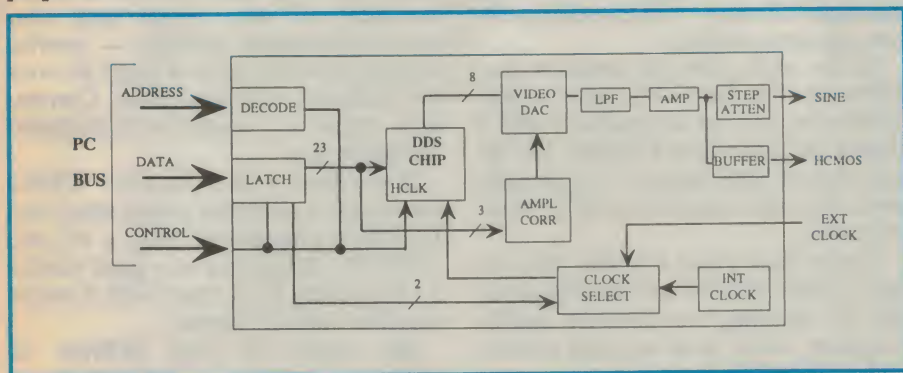 ADDRESS
DECODE
PC
BUS
DATA
LATCH
23
CONTROL
8
DDS
CHIP
HCLK
VIDEO
DAC
LPF
AMP
STEP
ATTEN
SINE
BUFFER
HCMOS
AMPL
CORR
3
EXT
CLOCK
2
CLOCK
SELECT
INT
CLOCK